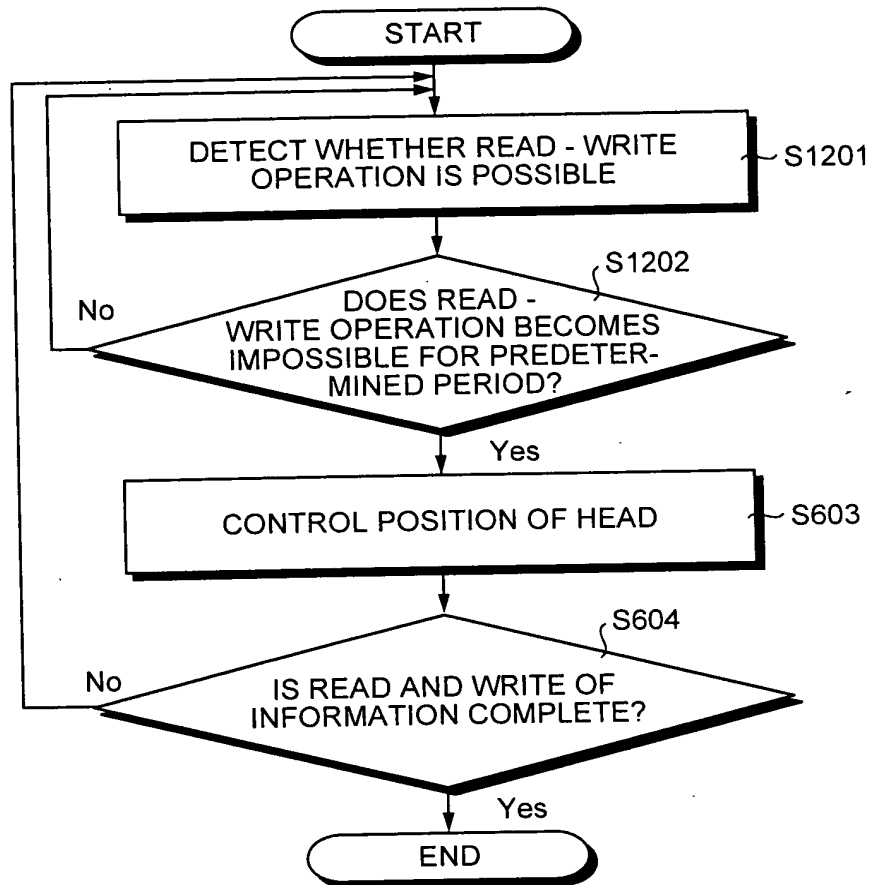 START
DETECT WHETHER READ - WRITE
OPERATION IS POSSIBLE
S1201
S1202
No
DOES READ -
WRITE OPERATION BECOMES
IMPOSSIBLE FOR PREDETER-
MINED PERIOD?
Yes
CONTROL POSITION OF HEAD
S603
S604
No
IS READ AND WRITE OF
INFORMATION COMPLETE?
Yes
END